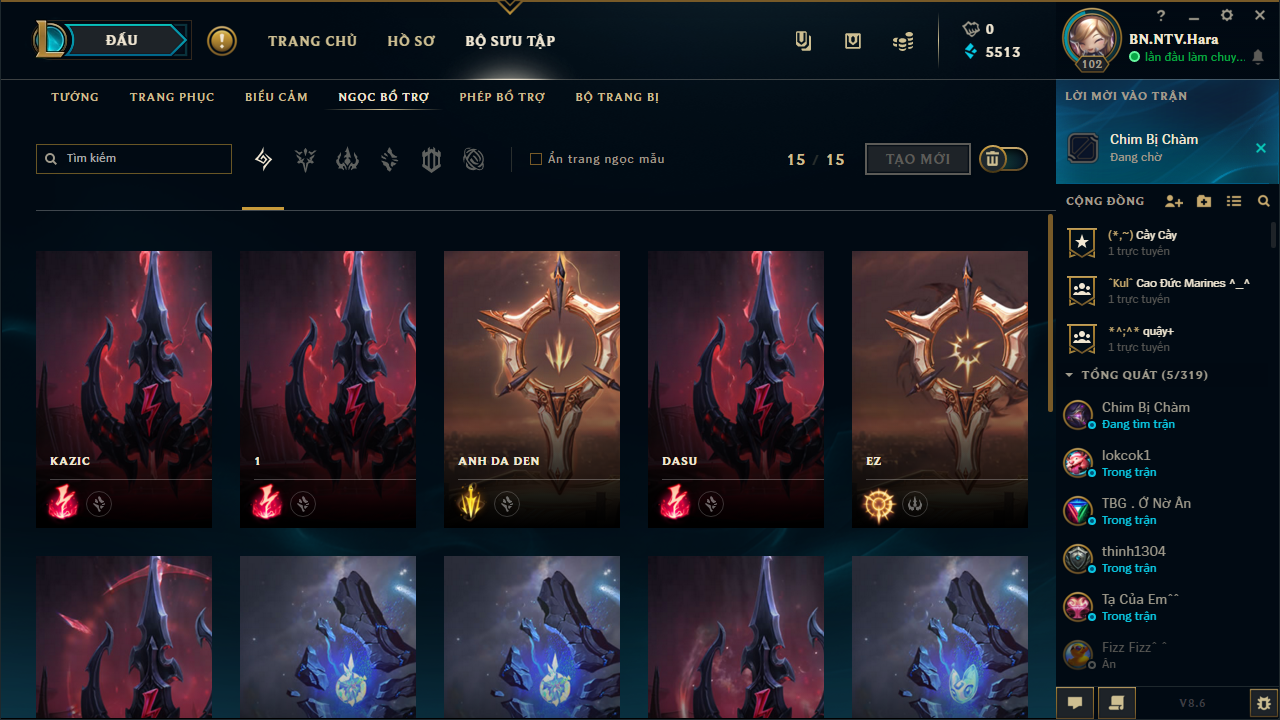 ĐẤU
TRANG CHỦ
HỒ SƠ
BỘ SƯU TẬP
0
5513
102
BN.NTV.Hara
lần đầu làm chuy...
TƯỚNG
TRANG PHỤC
BIỂU CẢM
NGỌC BỔ TRỢ
PHÉP BỔ TRỢ
BỘ TRANG BỊ
Tìm kiếm
Ẩn trang ngọc mẫu
15 / 15
TẠO MỚI
KAZIC
1
ANH DA DEN
DASU
EZ
LỜI MỜI VÀO TRẬN
Chim Bị Chàm
Đang chờ
CỘNG ĐỒNG
(*,~) Cầy Cầy
1 trực tuyến
ˆKulˆ Cao Đức Marines ^_^
1 trực tuyến
*^;^* quậy+
1 trực tuyến
TỔNG QUÁT (5/319)
Chim Bị Chàm
Đang tìm trận
lokcok1
Trong trận
TBG . Ở Nờ Ân
Trong trận
thinh1304
Trong trận
Tạ Của Emˆˆ
Trong trận
Fizz Fizzˆ ˆ
Ẩn
V8.6